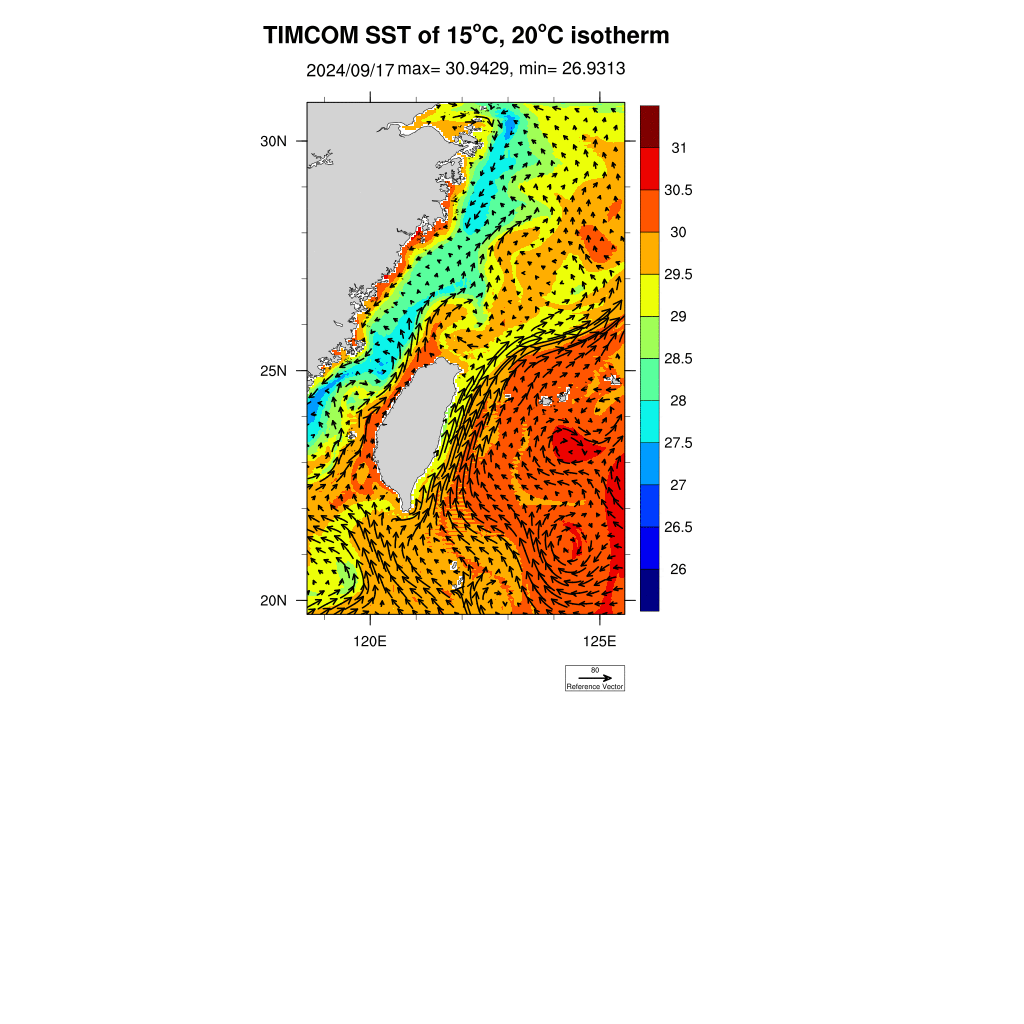 TIMCOM SST of 15°C, 20°C isotherm
2024/09/17 max= 30.9429, min= 26.9313
30N
25N
20N
120E
125E
31
30.5
30
29.5
29
28.5
28
27.5
27
26.5
26
80
Reference Vector